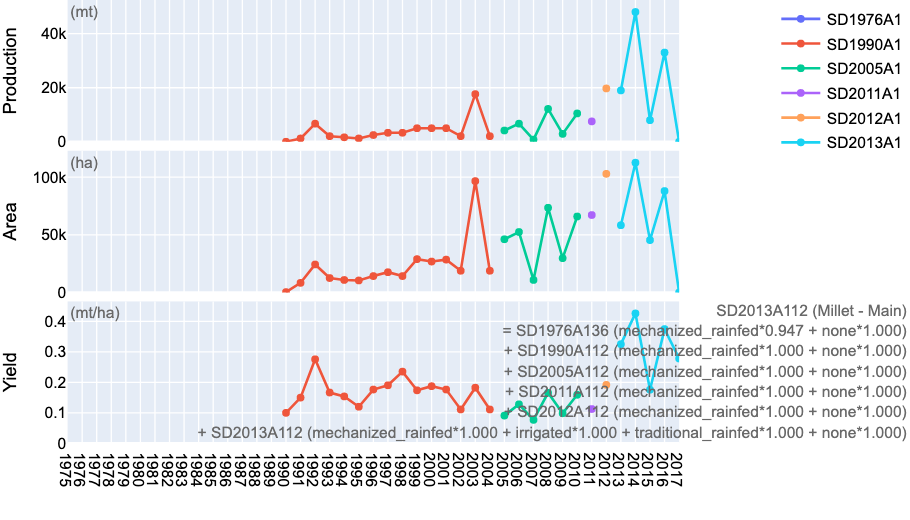 (mt)
Production
40k
20k
0
SD1976A1
SD1990A1
SD2005A1
SD2011A1
SD2012A1
SD2013A1
(ha)
Area
100k
50k
0
(mt/ha)
Yield
0.4
0.3
0.2
0.1
0
SD2013A112 (Millet - Main)
= SD1976A136 (mechanized_rainfed*0.947 + none*1.000)
+ SD1990A112 (mechanized_rainfed*1.000 + none*1.000)
+ SD2005A112 (mechanized_rainfed*1.000 + none*1.000)
+ SD2011A112 (mechanized_rainfed*1.000 + none*1.000)
+ SD2012A112 (mechanized_rainfed*1.000 + none*1.000)
+ SD2013A112 (mechanized_rainfed*1.000 + irrigated*1.000 + traditional_rainfed*1.000 + none*1.000)
1975
1976
1977
1978
1979
1980
1981
1982
1983
1984
1985
1986
1987
1988
1989
1990
1991
1992
1993
1994
1995
1996
1997
1998
1999
2000
2001
2002
2003
2004
2005
2006
2007
2008
2009
2010
2011
2012
2013
2014
2015
2016
2017